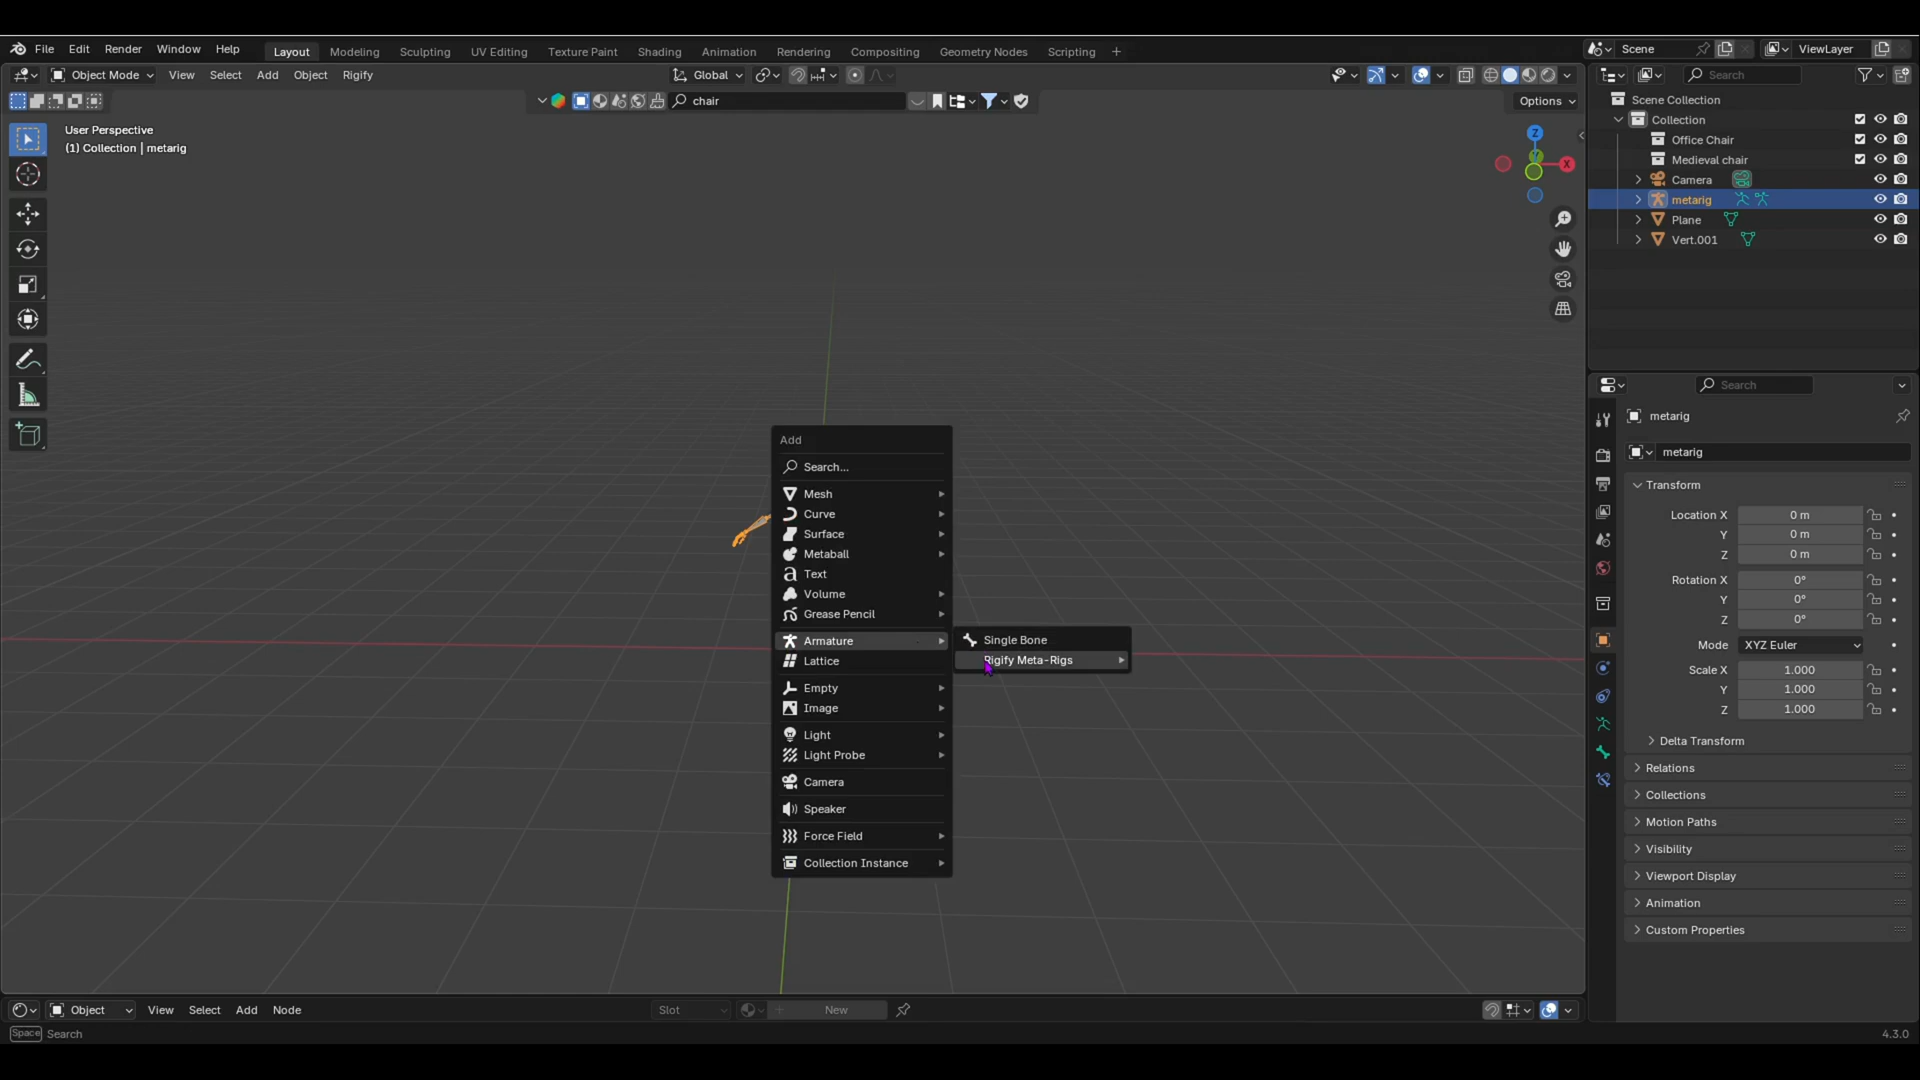 File Edit Render Window Help Layout Modeling Sculpting UV Editing Texture Paint Shading Animation Rendering Compositing Geometry Nodes Scripting + Scene ViewLayer
Object Mode View Select Add Object Rigify Global Search
chair Options
User Perspective
(1) Collection | metarig
Z
X
Scene Collection
Collection
Office Chair
Medieval chair
Camera
metarig
Plane
Vert.001
Add
Search...
Mesh
Curve
Surface
Metaball
Text
Volume
Grease Pencil
Armature
Lattice
Empty
Image
Light
Light Probe
Camera
Speaker
Force Field
Collection Instance
Single Bone
Rigify Meta-Rigs
Search
metarig
metarig
Transform
Location X 0 m
Y 0 m
Z 0 m
Rotation X 0°
Y 0°
Z 0°
Mode XYZ Euler
Scale X 1.000
Y 1.000
Z 1.000
Delta Transform
Relations
Collections
Motion Paths
Visibility
Viewport Display
Animation
Custom Properties
Object View Select Add Node Slot New
Space Search 4.3.0